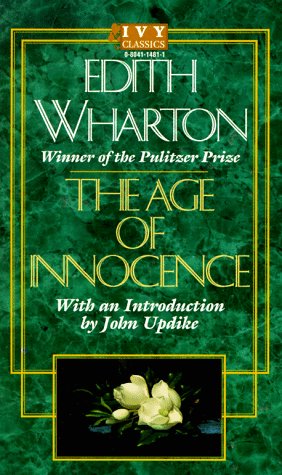 IVY
CLASSICS
0-8041-1481-1
EDITH
WHARTON
Winner of the Pulitzer Prize
THE AGE
OF
INNOCENCE
With an Introduction
by John Updike